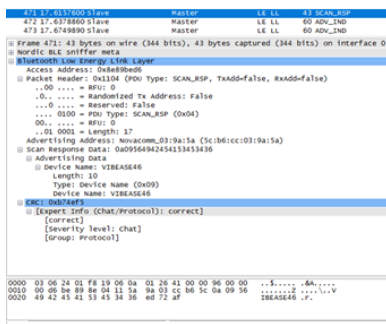 471 17.6157600 Slave Master LE LL 43 SCAN_RSP
472 17.6378860 Slave Master LE LL 60 ADV_IND
473 17.6749890 Slave Master LE LL 60 ADV_IND
Frame 471: 43 bytes on wire (344 bits), 43 bytes captured (344 bits) on interface 0
Nordic BLE sniffer meta
Bluetooth Low Energy Link Layer
Access Address: 0x8e89bed6
Packet Header: 0x1104 (PDU Type: SCAN_RSP, TxAdd=false, RxAdd=false)
..00 .... = RFU: 0
.0.. .... = Randomized Tx Address: False
...0 .... = Reserved: False
.... 0100 = PDU Type: SCAN_RSP (0x04)
00.. .... = RFU: 0
..01 0001 = Length: 17
Advertising Address: Novacomm_03:9a:5a (5c:b6:cc:03:9a:5a)
Scan Response Data: 0a09564942454153453436
Advertising Data
Device Name: VIBEASE46
Length: 10
Type: Device Name (0x09)
Device Name: VIBEASE46
CRC: 0xb74ef5
[Expert Info (Chat/Protocol): correct]
[correct]
[Severity level: Chat]
[Group: Protocol]
0000 03 06 24 01 f8 19 06 0a 01 26 41 00 00 96 00 00
0010 00 d6 be 89 8e 04 11 5a 9a 03 cc b6 5c 0a 09 56
0020 49 42 45 41 53 45 34 36 ed 72 af IBEASE46 .r.